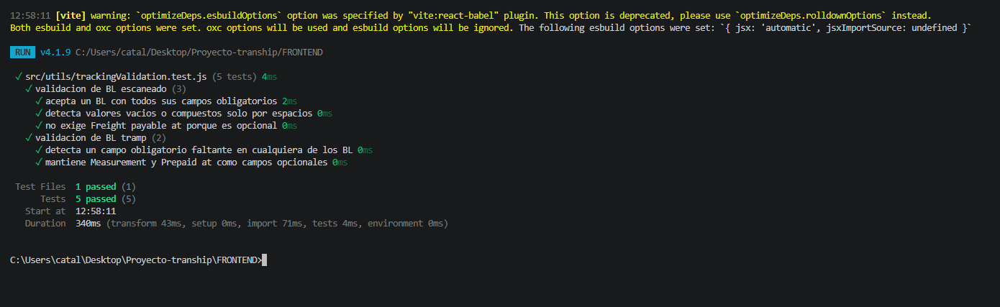 12:58:11 [vite] warning: `optimizeDeps.esbuildOptions` option was specified by "vite:react-babel" plugin. This option is deprecated, please use `optimizeDeps.rolldownOptions` instead.
Both esbuild and oxc options were set. oxc options will be used and esbuild options will be ignored. The following esbuild options were set: `{ jsx: 'automatic', jsxImportSource: undefined }`
RUN v4.1.9 C:/Users/catal/Desktop/Proyecto-tranship/FRONTEND
✓ src/utils/trackingValidation.test.js (5 tests) 4ms
✓ validacion de BL escaneado (3)
✓ acepta un BL con todos sus campos obligatorios 2ms
✓ detecta valores vacios o compuestos solo por espacios 0ms
✓ no exige Freight payable at porque es opcional 0ms
✓ validacion de BL tramp (2)
✓ detecta un campo obligatorio faltante en cualquiera de los BL 0ms
✓ mantiene Measurement y Prepaid at como campos opcionales 0ms
Test Files 1 passed (1)
Tests 5 passed (5)
Start at 12:58:11
Duration 340ms (transform 43ms, setup 0ms, import 71ms, tests 4ms, environment 0ms)
C:\Users\catal\Desktop\Proyecto-tranship\FRONTEND>